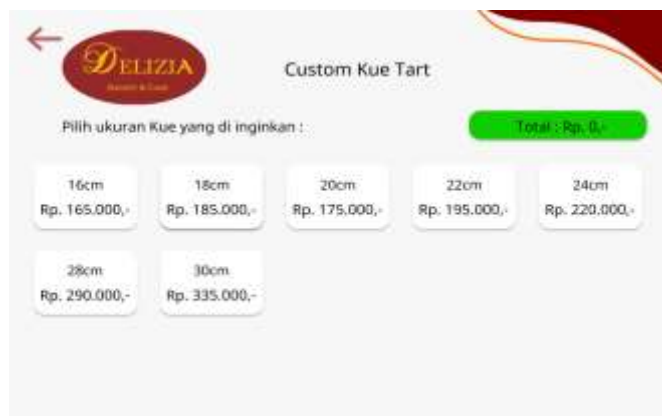 DELIZIA
Custom Kue Tart
Pilih ukuran Kue yang di inginkan :
Total : Rp. 0,-
16cm
Rp. 165.000,-
18cm
Rp. 185.000,-
20cm
Rp. 175.000,-
22cm
Rp. 195.000,-
24cm
Rp. 220.000,-
28cm
Rp. 290.000,-
30cm
Rp. 335.000,-